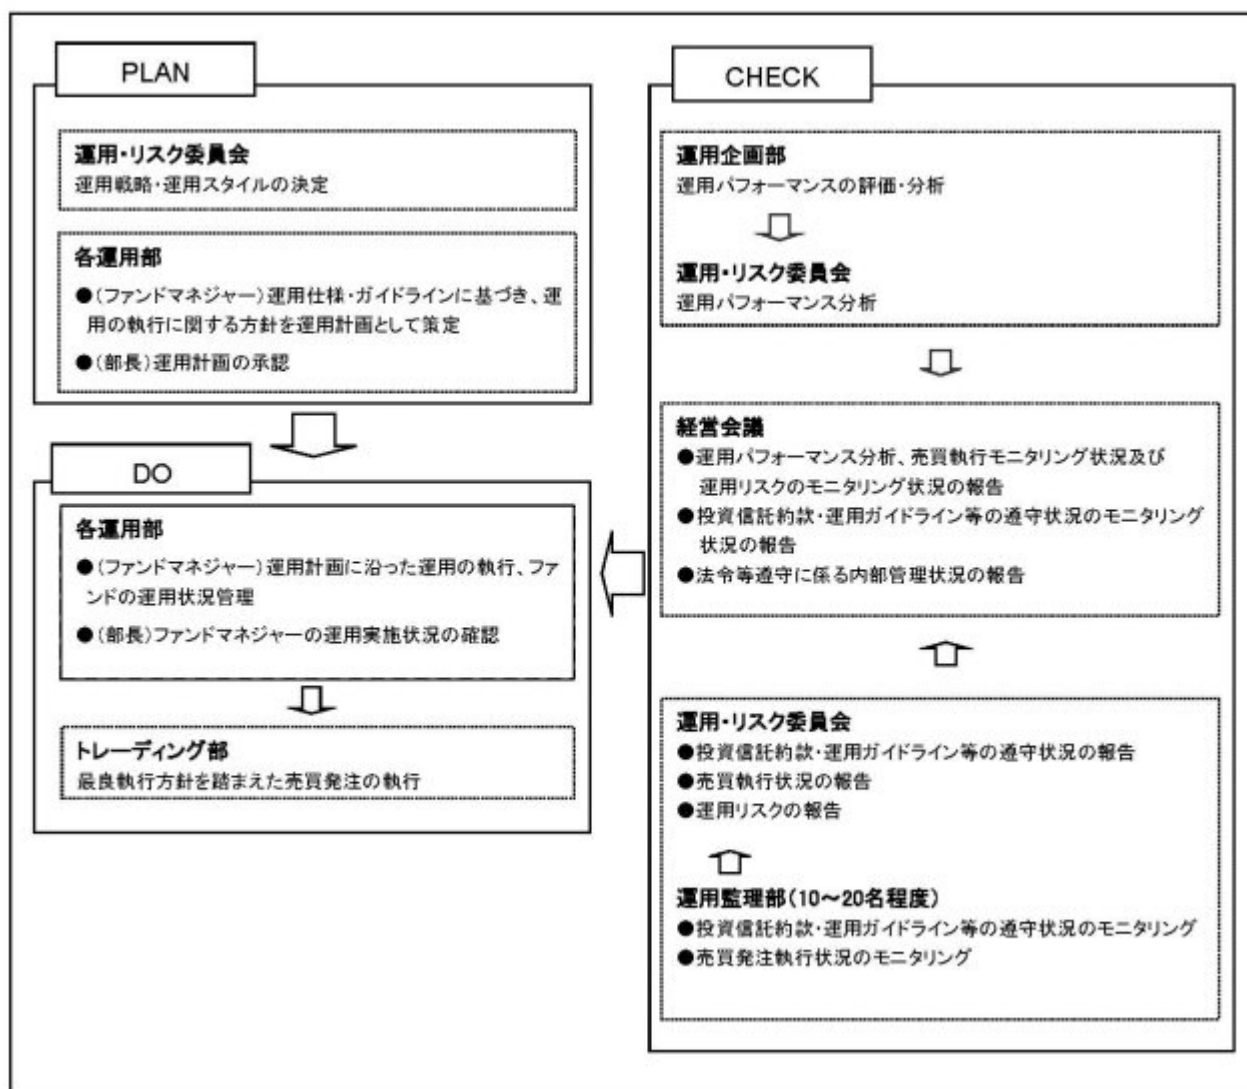 PLAN
運用・リスク委員会
運用戦略・運用スタイルの決定
各運用部
●(ファンドマネジャー)運用仕様・ガイドラインに基づき、運
用の執行に関する方針を運用計画として策定
●(部長)運用計画の承認
DO
各運用部
●(ファンドマネジャー)運用計画に沿った運用の執行、ファ
ンドの運用状況管理
●(部長)ファンドマネジャーの運用実施状況の確認
トレーディング部
最良執行方針を踏まえた売買発注の執行
CHECK
運用企画部
運用パフォーマンスの評価・分析
運用・リスク委員会
運用パフォーマンス分析
経営会議
●運用パフォーマンス分析、売買執行モニタリング状況及び
運用リスクのモニタリング状況の報告
●投資信託約款・運用ガイドライン等の遵守状況のモニタリング
状況の報告
●法令等遵守に係る内部管理状況の報告
運用・リスク委員会
●投資信託約款・運用ガイドライン等の遵守状況の報告
●売買執行状況の報告
●運用リスクの報告
運用監理部(10～20名程度)
●投資信託約款・運用ガイドライン等の遵守状況のモニタリング
●売買発注執行状況のモニタリング